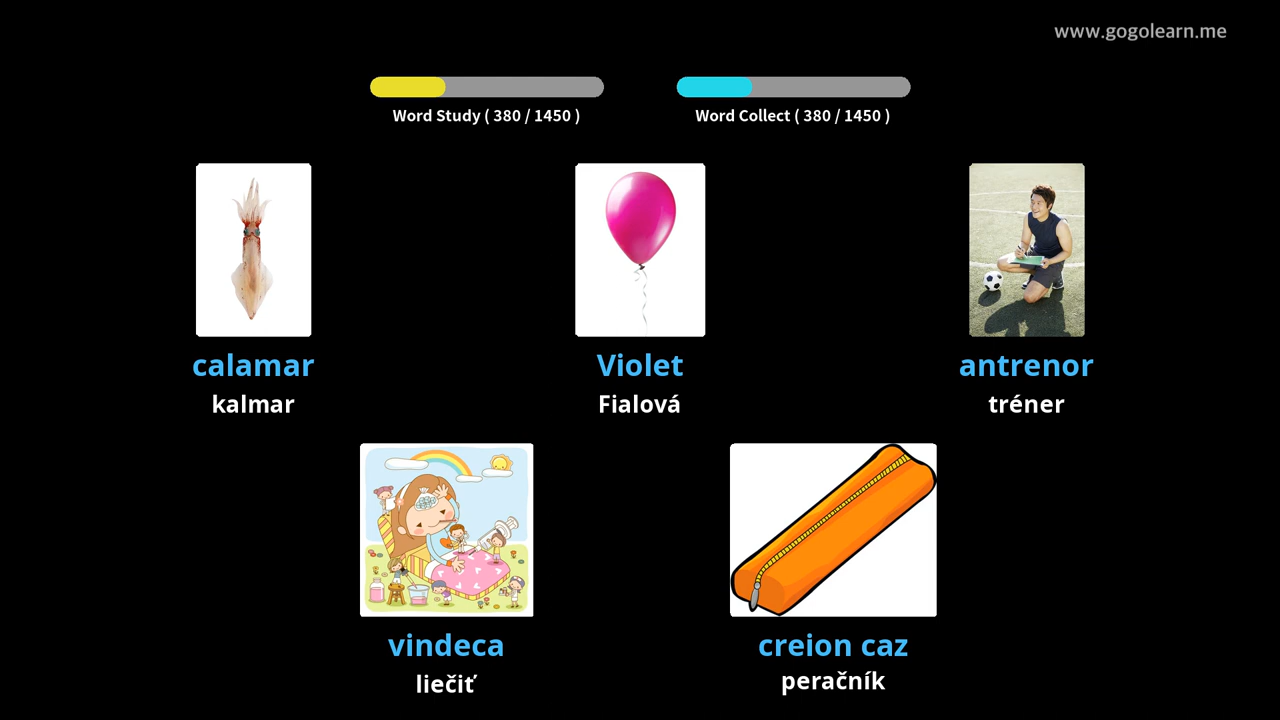 www.gogolearn.me
Word Study ( 380 / 1450 )
Word Collect ( 380 / 1450 )
calamar
kalmar
Violet
Fialová
antrenor
tréner
vindeca
liečiť
creion caz
peračník